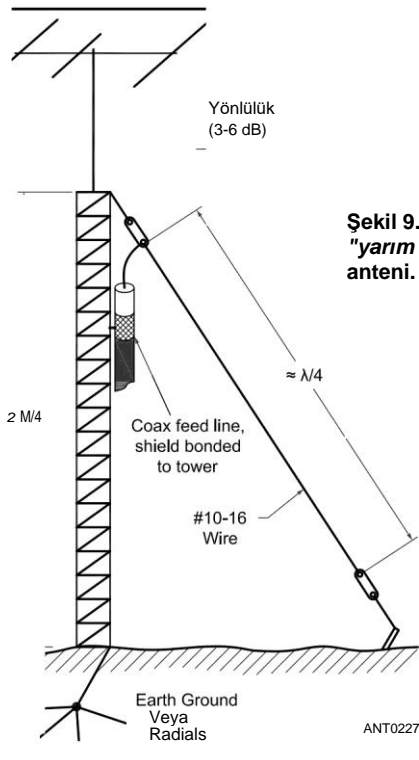 Yönlülük
(3-6 dB)
Şekil 9.
"yarım
anteni.
≈ λ/4
2 M/4
Coax feed line,
shield bonded
to tower
#10-16
Wire
Earth Ground
Veya
Radials
ANT0227